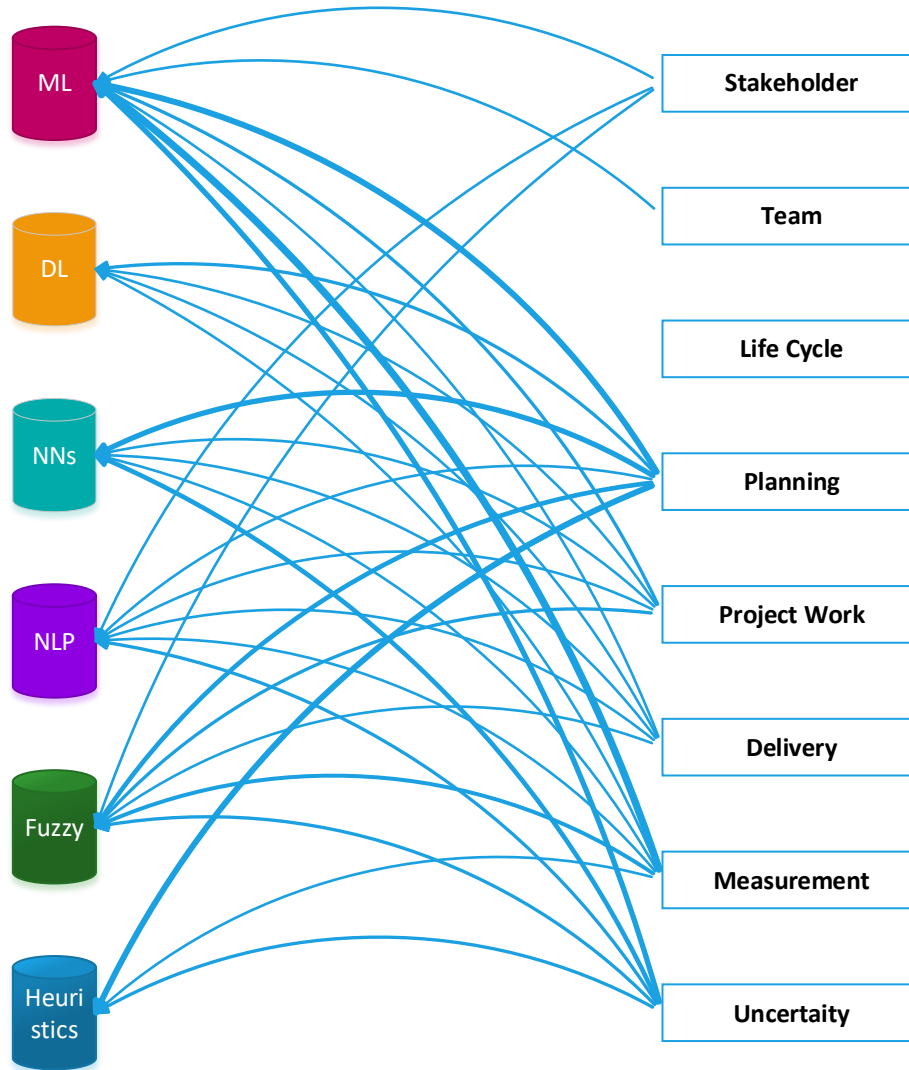 ML
DL
NNs
NLP
Fuzzy
Heuri
stics
Stakeholder
Team
Life Cycle
Planning
Project Work
Delivery
Measurement
Uncertaity